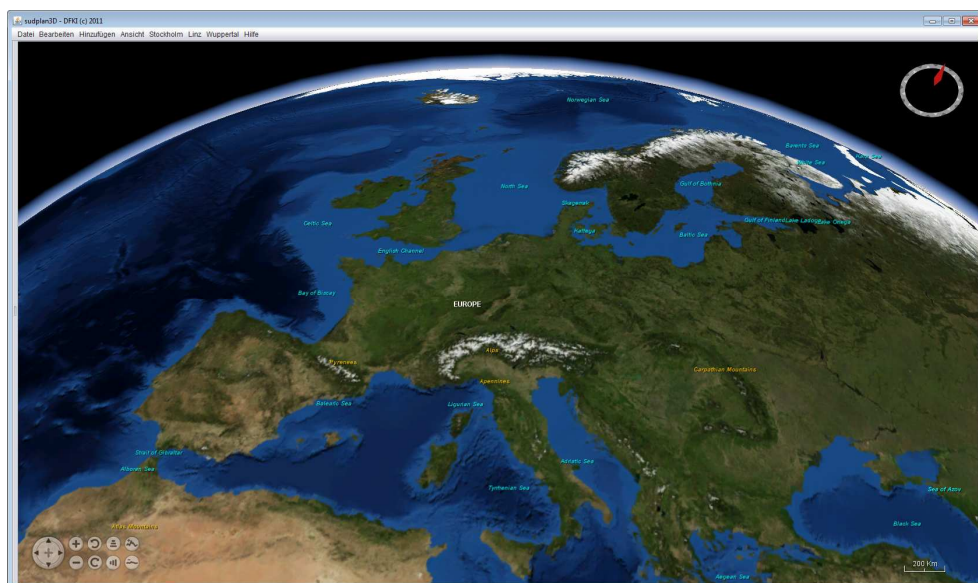 sudplan3D - DFKI (c) 2011
Datei Bearbeiten Hinzufügen Ansicht Stockholm Linz Wuppertal Hilfe
Norwegian Sea
Barents Sea
Kara Sea
White Sea
North Sea
Gulf of Bothnia
Skagerrak
Celtic Sea
Gulf of Finland Lake Ladoga Lake Onega
Kattega
Baltic Sea
English Channel
Bay of Biscay
EUROPE
Alps
Pyrenees
Carpathian Mountains
Apennines
Balearic Sea
Ligurian Sea
Strait of Gibraltar
Adriatic Sea
Alboran Sea
Tyrrhenian Sea
Sea of Azov
Black Sea
Atlas Mountains
200 Km
Aegean Sea